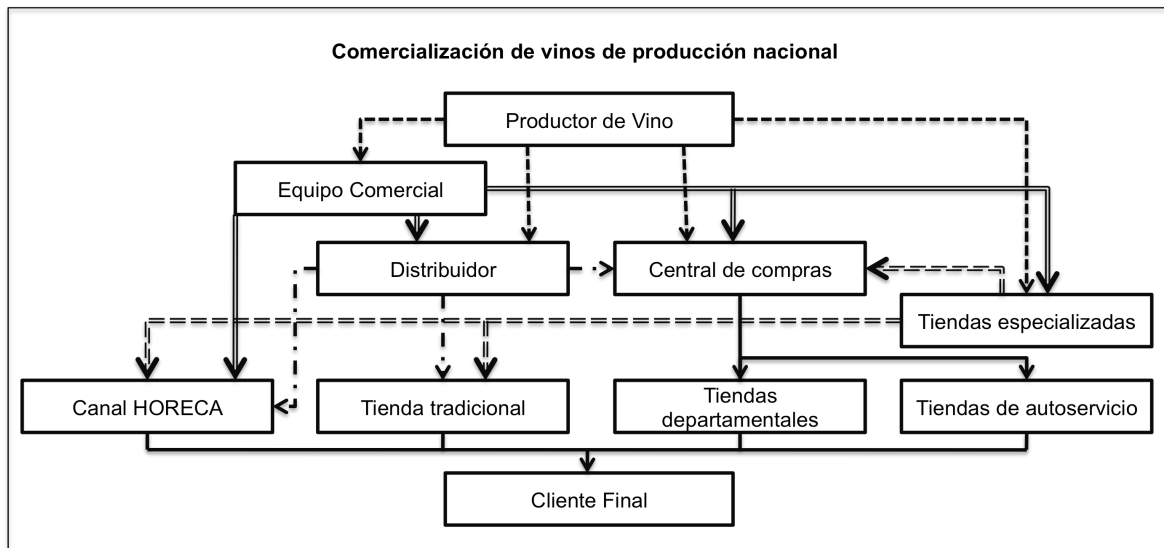 Comercialización de vinos de producción nacional
Productor de Vino
Equipo Comercial
Distribuidor
Central de compras
Tiendas especializadas
Canal HORECA
Tienda tradicional
Tiendas
departamentales
Tiendas de autoservicio
Cliente Final